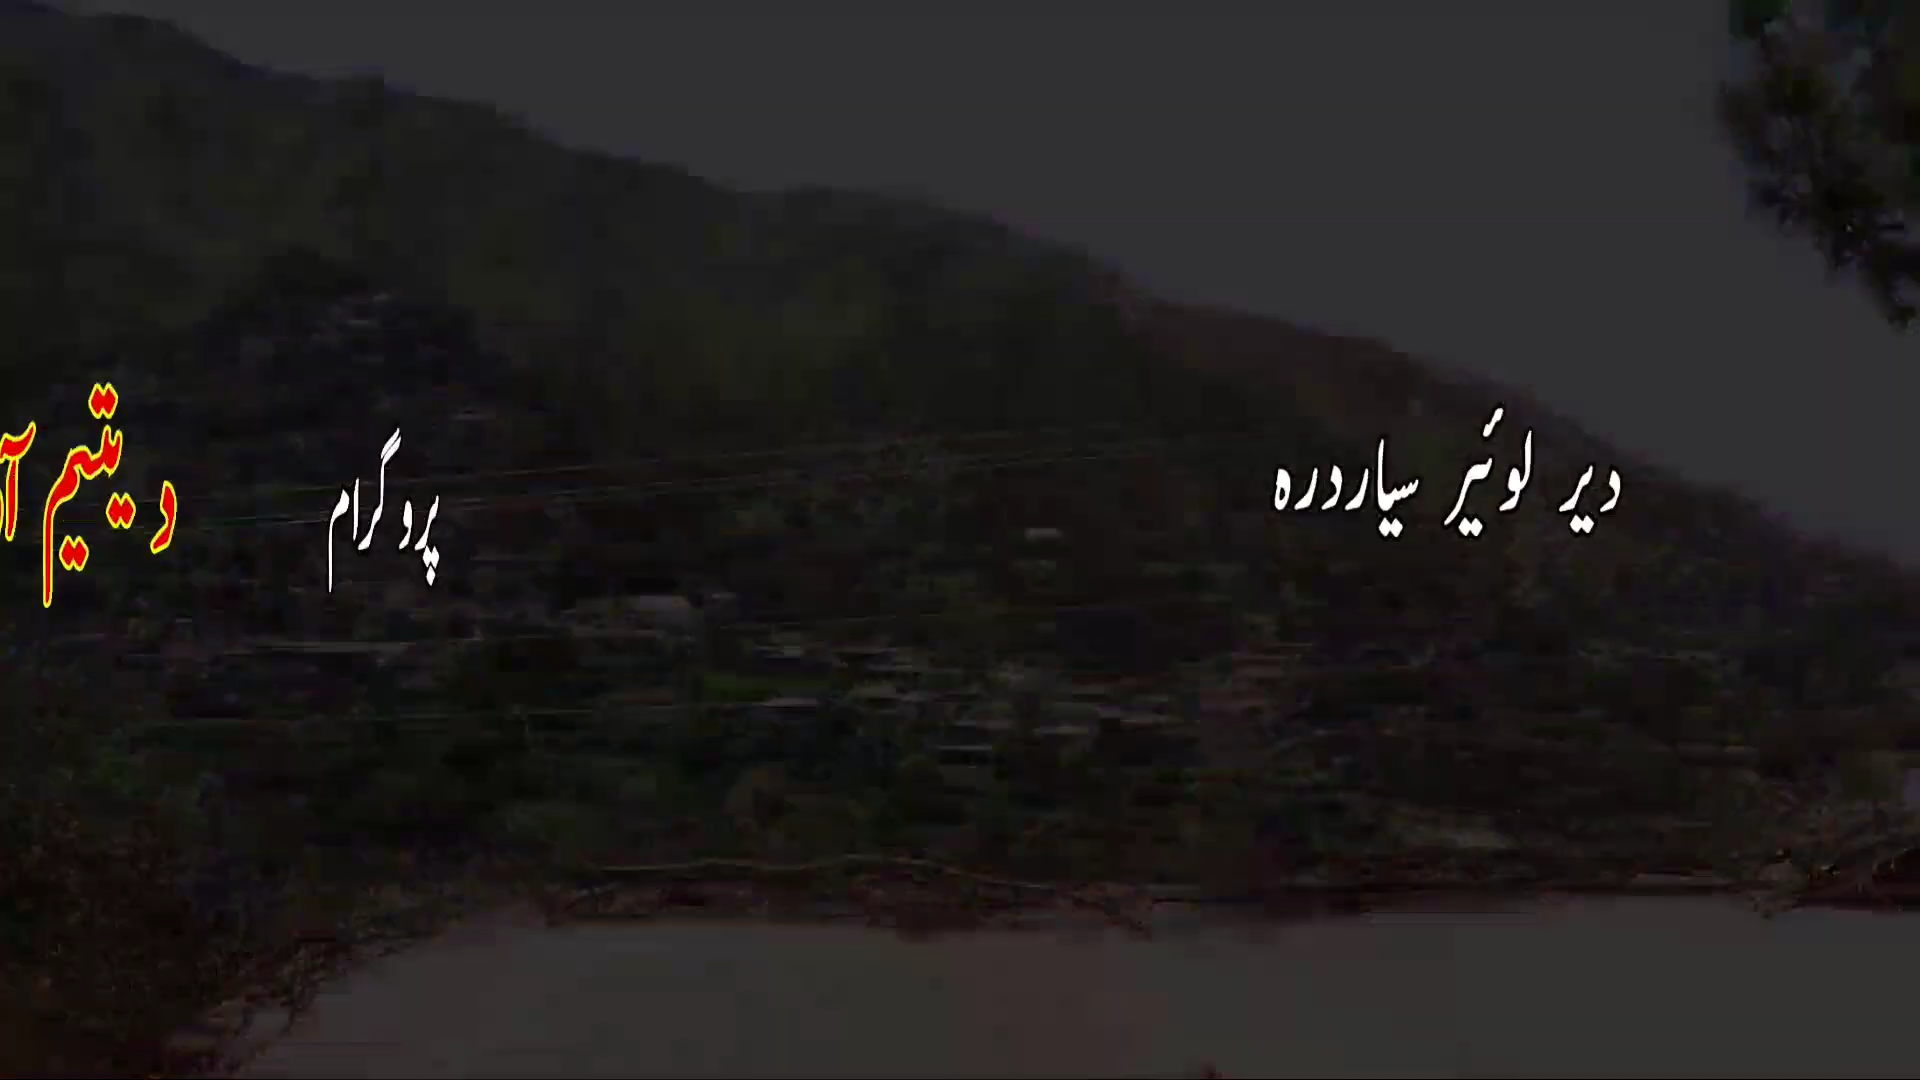 دیر لوئیر سیاردرہ
پروگرام
د یتیم